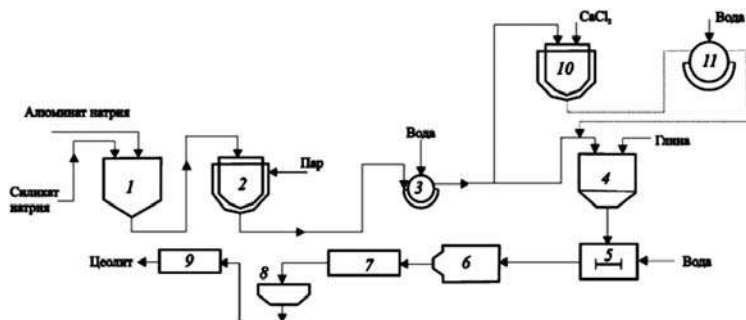 CaCl₂
Вода
10
11
Алюминат натрия
Вода
Глина
Силикат
натрия
1
2
Пар
3
4
Цеолит
9
8
7
6
5
Вода